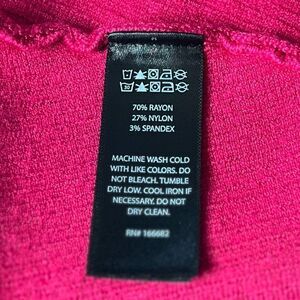 70% RAYON
27% NYLON
3% SPANDEX
MACHINE WASH COLD
WITH LIKE COLORS. DO
NOT BLEACH. TUMBLE
DRY LOW. COOL IRON IF
NECESSARY. DO NOT
DRY CLEAN.
RN# 166682